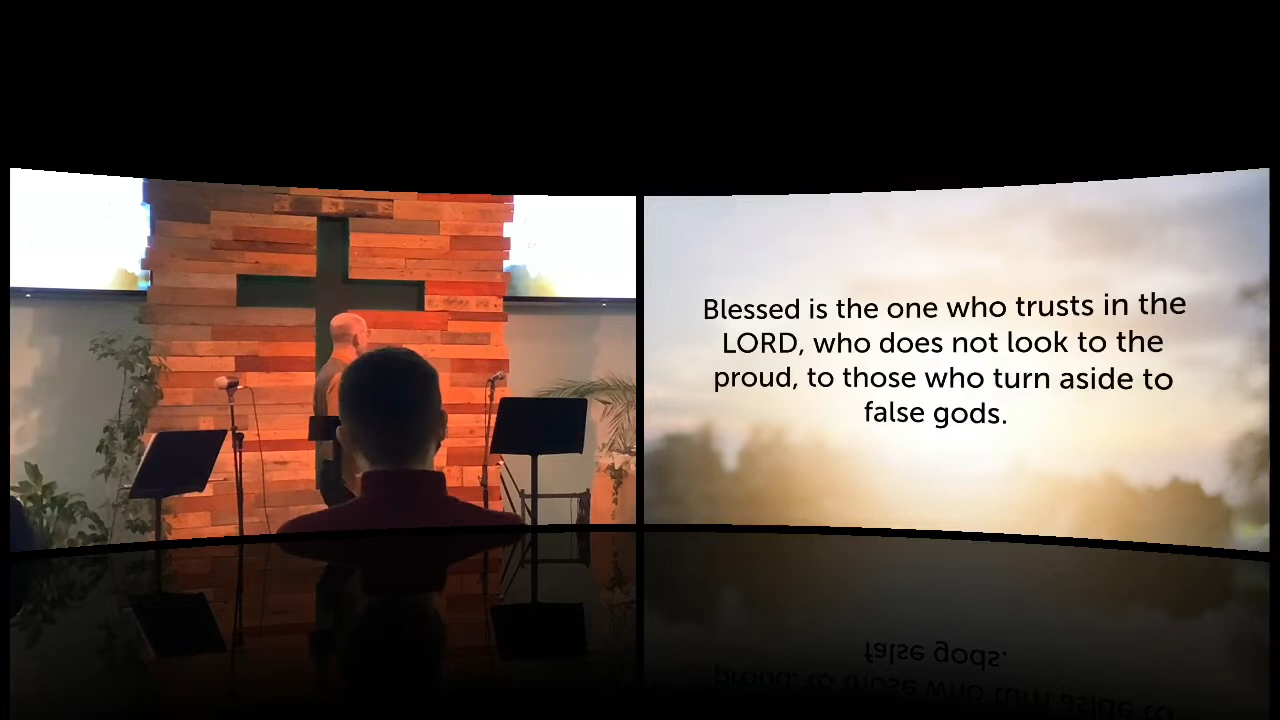 Blessed is the one who trusts in the
LORD, who does not look to the
proud, to those who turn aside to
false gods.